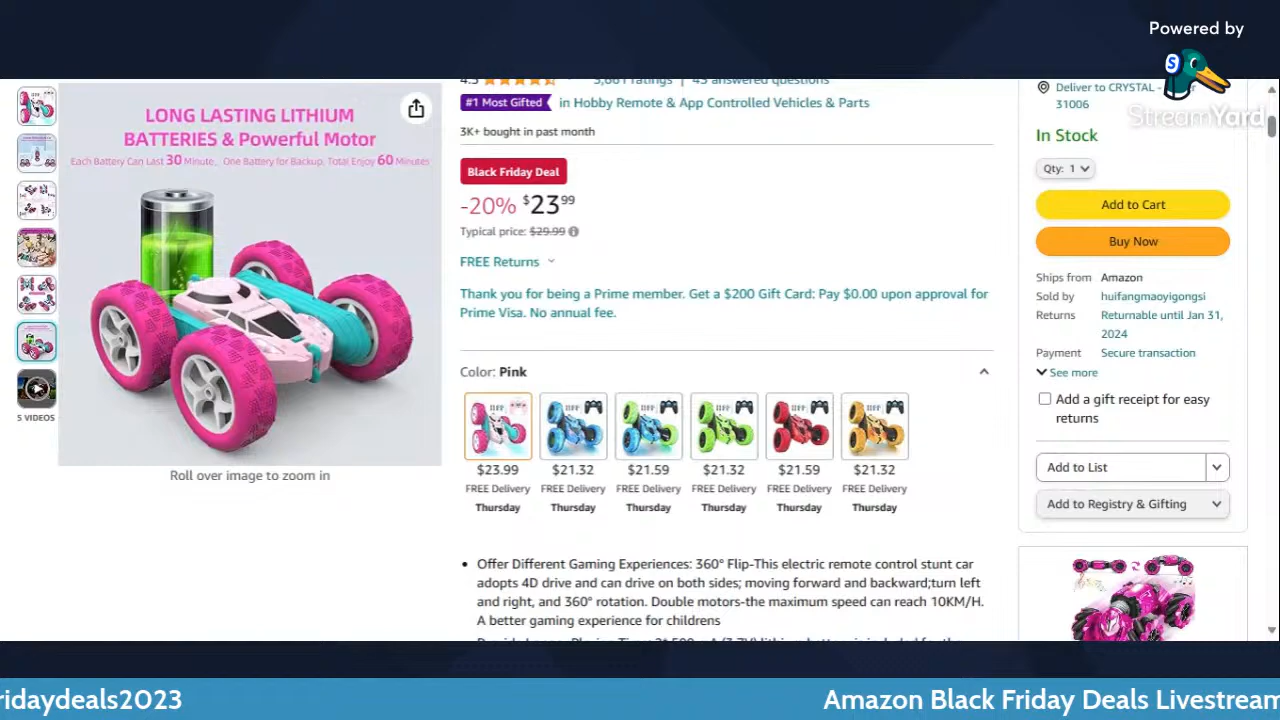 Powered by
S
StreamYard
LONG LASTING LITHIUM
BATTERIES & Powerful Motor
Each Battery Can Last 30 Minute, One Battery for Backup, Total Enjoy 60 Minutes
5 VIDEOS
Roll over image to zoom in
4.5 3,661 ratings | 43 answered questions
#1 Most Gifted in Hobby Remote & App Controlled Vehicles & Parts
3K+ bought in past month
Black Friday Deal
-20% $23 99
Typical price: $29.99
FREE Returns
Thank you for being a Prime member. Get a $200 Gift Card: Pay $0.00 upon approval for
Prime Visa. No annual fee.
Color: Pink
$23.99 $21.32 $21.59 $21.32 $21.59 $21.32
FREE Delivery FREE Delivery FREE Delivery FREE Delivery FREE Delivery FREE Delivery
Thursday Thursday Thursday Thursday Thursday Thursday
• Offer Different Gaming Experiences: 360° Flip-This electric remote control stunt car
adopts 4D drive and can drive on both sides; moving forward and backward;turn left
and right, and 360° rotation. Double motors-the maximum speed can reach 10KM/H.
A better gaming experience for childrens
Deliver to CRYSTAL -
31006
In Stock
Qty: 1
Add to Cart
Buy Now
Ships from Amazon
Sold by huifangmaoyigongsi
Returns Returnable until Jan 31,
2024
Payment Secure transaction
See more
Add a gift receipt for easy
returns
Add to List
Add to Registry & Gifting
ridaydeals2023
Amazon Black Friday Deals Livestream